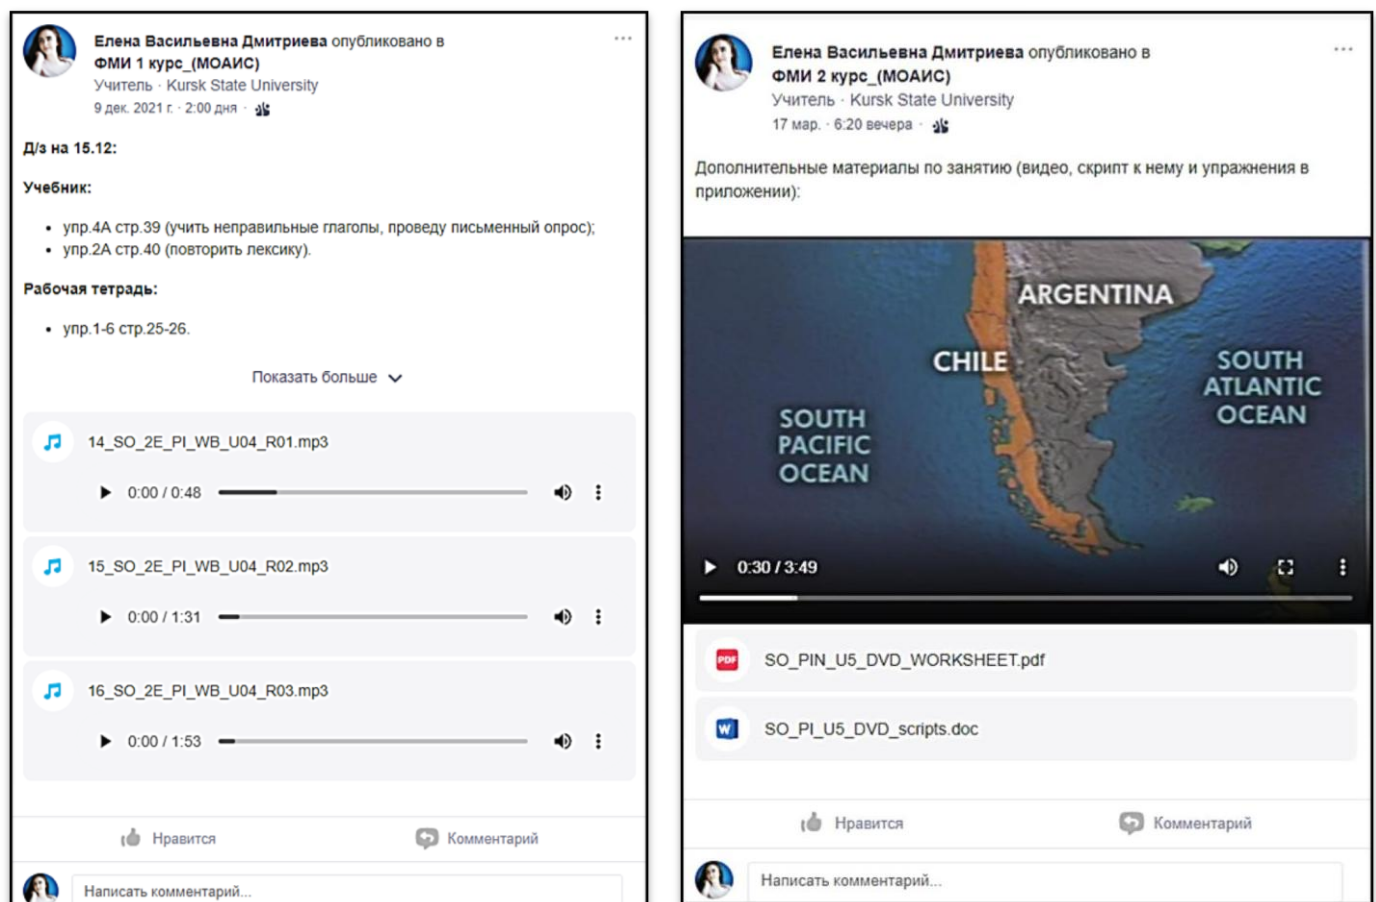 Елена Васильевна Дмитриева опубликовано в
ФМИ 1 курс_(МОАИС)
Учитель · Kursk State University
9 дек. 2021 г. · 2:00 дня ·
Д/з на 15.12:
Учебник:
• упр.4А стр.39 (учить неправильные глаголы, проведу письменный опрос);
• упр.2А стр.40 (повторить лексику).
Рабочая тетрадь:
• упр.1-6 стр.25-26.
Показать больше
14_SO_2E_PI_WB_U04_R01.mp3
0:00 / 0:48
15_SO_2E_PI_WB_U04_R02.mp3
0:00 / 1:31
16_SO_2E_PI_WB_U04_R03.mp3
0:00 / 1:53
Нравится
Комментарий
Написать комментарий...
Елена Васильевна Дмитриева опубликовано в
ФМИ 2 курс_(МОАИС)
Учитель · Kursk State University
17 мар. · 6:20 вечера ·
Дополнительные материалы по занятию (видео, скрипт к нему и упражнения в
приложении):
ARGENTINA
CHILE
SOUTH
ATLANTIC
OCEAN
SOUTH
PACIFIC
OCEAN
0:30 / 3:49
PDF
SO_PIN_U5_DVD_WORKSHEET.pdf
W
SO_PI_U5_DVD_scripts.doc
Нравится
Комментарий
Написать комментарий...